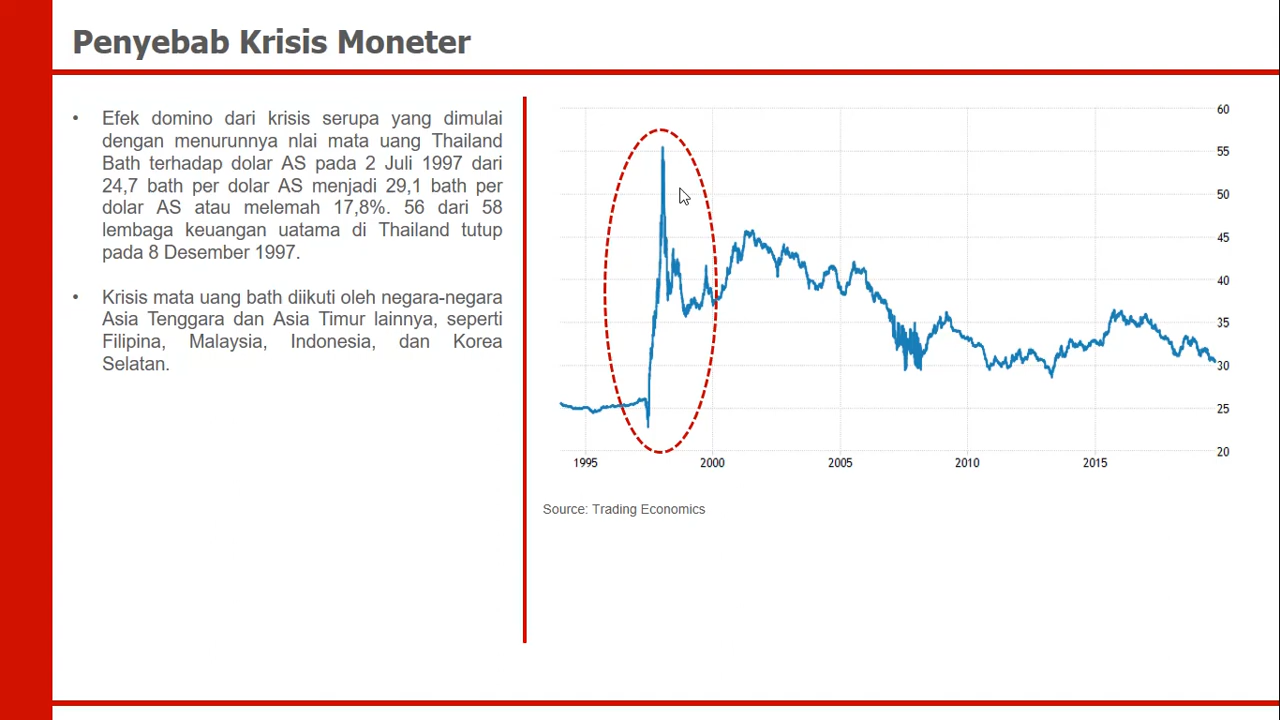 Penyebab Krisis Moneter
• Efek domino dari krisis serupa yang dimulai
dengan menurunnya nlai mata uang Thailand
Bath terhadap dolar AS pada 2 Juli 1997 dari
24,7 bath per dolar AS menjadi 29,1 bath per
dolar AS atau melemah 17,8%. 56 dari 58
lembaga keuangan uatama di Thailand tutup
pada 8 Desember 1997.
• Krisis mata uang bath diikuti oleh negara-negara
Asia Tenggara dan Asia Timur lainnya, seperti
Filipina, Malaysia, Indonesia, dan Korea
Selatan.
60
55
50
45
40
35
30
25
20
1995 2000 2005 2010 2015
Source: Trading Economics